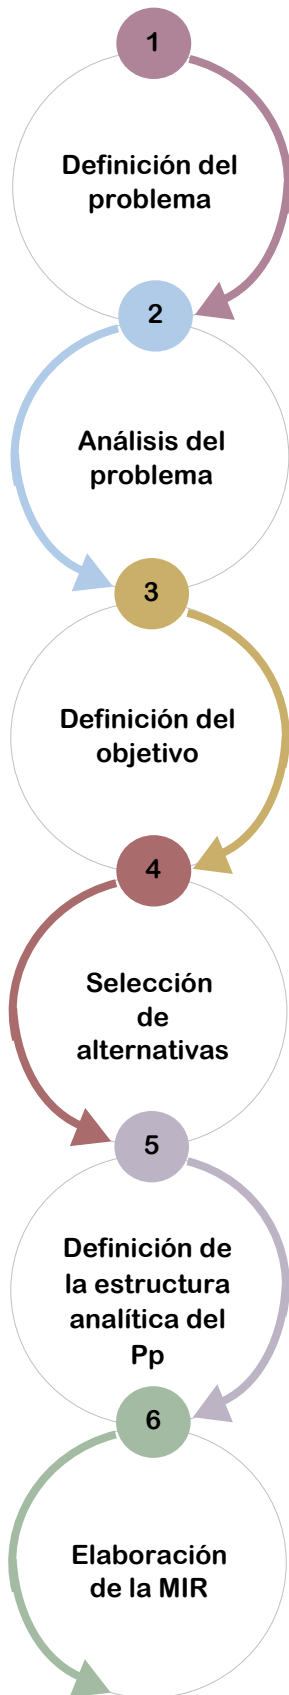 1
Definición del
problema
2
Análisis del
problema
3
Definición del
objetivo
4
Selección
de
alternativas
5
Definición de
la estructura
analítica del
Pp
6
Elaboración
de la MIR